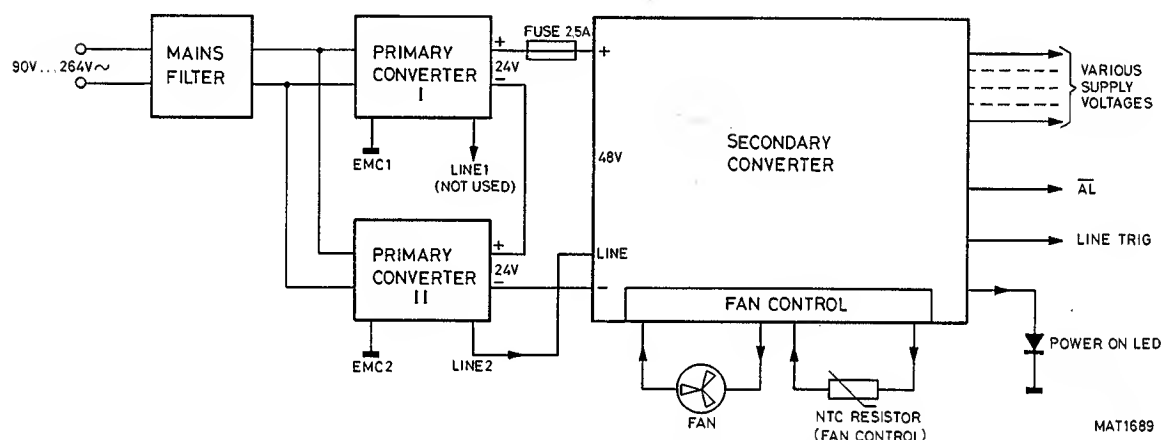 90V...264V~
MAINS
FILTER
PRIMARY
CONVERTER
I
+
24V
-
EMC1
LINE1
(NOT USED)
FUSE 2,5A
+
48V
SECONDARY
CONVERTER
VARIOUS
SUPPLY
VOLTAGES
AL
LINE TRIG
PRIMARY
CONVERTER
II
+
24V
-
EMC2
LINE2
LINE
-
FAN CONTROL
FAN
NTC RESISTOR
(FAN CONTROL)
POWER ON LED
MAT1689